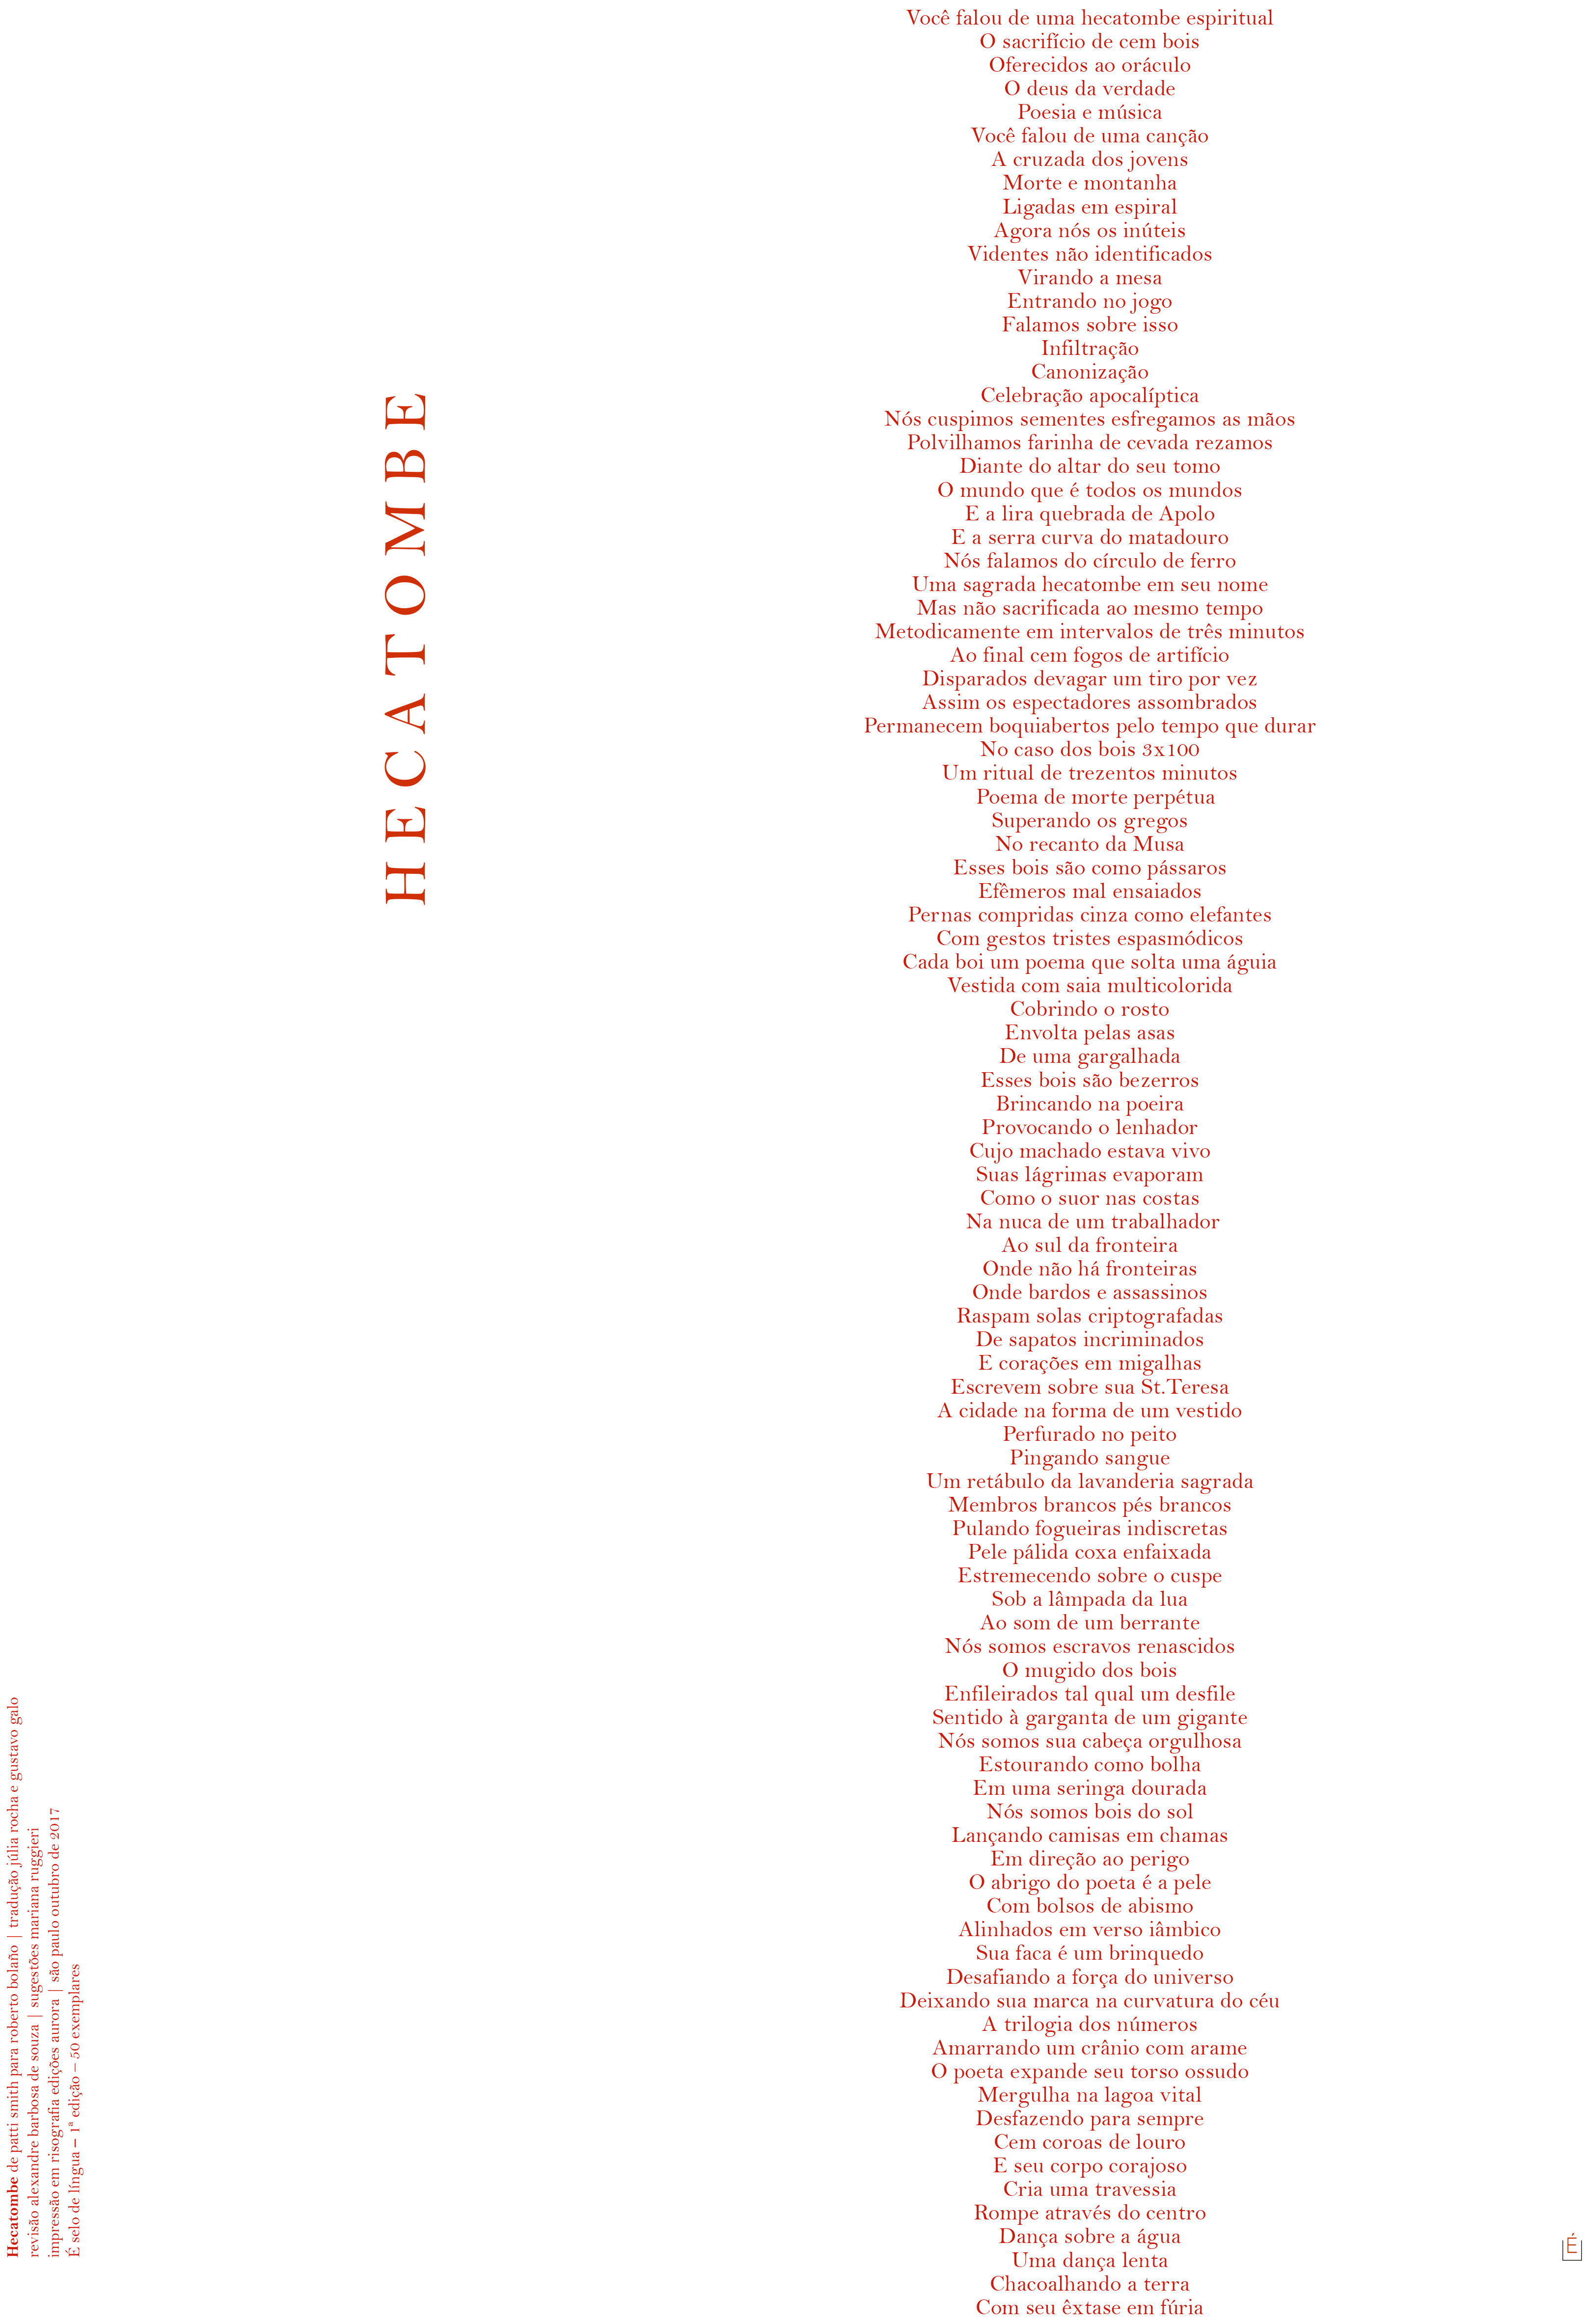 HECATOMBE
Hecatombe de patti smith para roberto bolaño | tradução júlia rocha e gustavo galo
revisão alexandre barbosa de souza | sugestões mariana ruggieri
impressão em risografia edições aurora | são paulo outubro de 2017
É selo de língua – 1ª edição – 50 exemplares
Você falou de uma hecatombe espiritual
O sacrifício de cem bois
Oferecidos ao oráculo
O deus da verdade
Poesia e música
Você falou de uma canção
A cruzada dos jovens
Morte e montanha
Ligadas em espiral
Agora nós os inúteis
Videntes não identificados
Virando a mesa
Entrando no jogo
Falamos sobre isso
Infiltração
Canonização
Celebração apocalíptica
Nós cuspimos sementes esfregamos as mãos
Polvilhamos farinha de cevada rezamos
Diante do altar do seu tomo
O mundo que é todos os mundos
E a lira quebrada de Apolo
E a serra curva do matadouro
Nós falamos do círculo de ferro
Uma sagrada hecatombe em seu nome
Mas não sacrificada ao mesmo tempo
Metodicamente em intervalos de três minutos
Ao final cem fogos de artifício
Disparados devagar um tiro por vez
Assim os espectadores assombrados
Permanecem boquiabertos pelo tempo que durar
No caso dos bois 3x100
Um ritual de trezentos minutos
Poema de morte perpétua
Superando os gregos
No recanto da Musa
Esses bois são como pássaros
Efêmeros mal ensaiados
Pernas compridas cinza como elefantes
Com gestos tristes espasmódicos
Cada boi um poema que solta uma águia
Vestida com saia multicolorida
Cobrindo o rosto
Envolta pelas asas
De uma gargalhada
Esses bois são bezerros
Brincando na poeira
Provocando o lenhador
Cujo machado estava vivo
Suas lágrimas evaporam
Como o suor nas costas
Na nuca de um trabalhador
Ao sul da fronteira
Onde não há fronteiras
Onde bardos e assassinos
Raspam solas criptografadas
De sapatos incriminados
E corações em migalhas
Escrevem sobre sua St.Teresa
A cidade na forma de um vestido
Perfurado no peito
Pingando sangue
Um retábulo da lavanderia sagrada
Membros brancos pés brancos
Pulando fogueiras indiscretas
Pele pálida coxa enfaixada
Estremecendo sobre o cuspe
Sob a lâmpada da lua
Ao som de um berrante
Nós somos escravos renascidos
O mugido dos bois
Enfileirados tal qual um desfile
Sentido à garganta de um gigante
Nós somos sua cabeça orgulhosa
Estourando como bolha
Em uma seringa dourada
Nós somos bois do sol
Lançando camisas em chamas
Em direção ao perigo
O abrigo do poeta é a pele
Com bolsos de abismo
Alinhados em verso iâmbico
Sua faca é um brinquedo
Desafiando a força do universo
Deixando sua marca na curvatura do céu
A trilogia dos números
Amarrando um crânio com arame
O poeta expande seu torso ossudo
Mergulha na lagoa vital
Desfazendo para sempre
Cem coroas de louro
E seu corpo corajoso
Cria uma travessia
Rompe através do centro
Dança sobre a água
Uma dança lenta
Chacoalhando a terra
Com seu êxtase em fúria
É